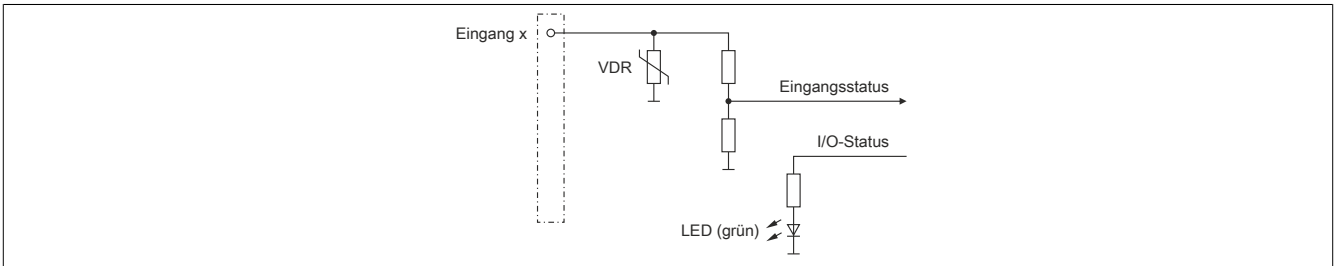 Eingang x
VDR
Eingangsstatus
I/O-Status
LED (grün)